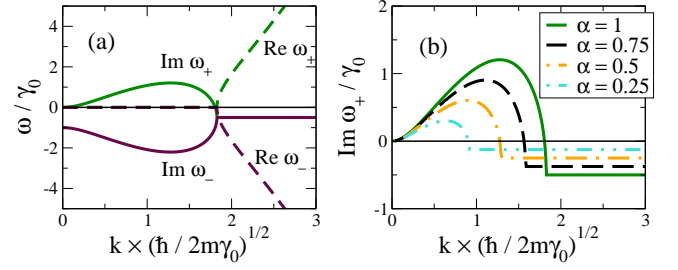 (a)
4
2
0
-2
-4
ω / γ₀
Im ω₊
Re ω₊
Im ω₋
Re ω₋
0 1 2 3
k × (ħ / 2mγ₀)^1/2
(b)
α = 1
α = 0.75
α = 0.5
α = 0.25
2
1
0
-1
Im ω₊ / γ₀
0 1 2 3
k × (ħ / 2mγ₀)^1/2